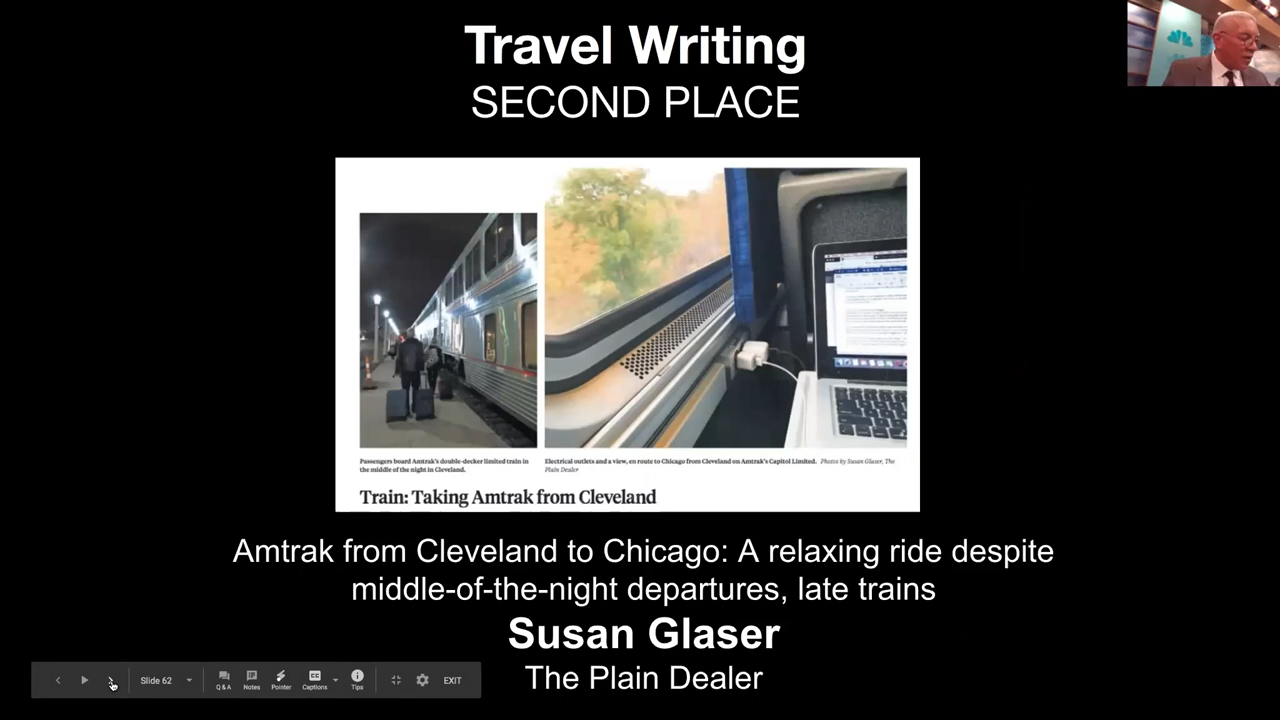 Travel Writing
SECOND PLACE
Passengers board Amtrak's double-decker limited train in
the middle of the night in Cleveland.
Electrical outlets and a view, en route to Chicago from Cleveland on Amtrak's Capitol Limited. Photos by Susan Glaser, The
Plain Dealer
Train: Taking Amtrak from Cleveland
Amtrak from Cleveland to Chicago: A relaxing ride despite
middle-of-the-night departures, late trains
Susan Glaser
The Plain Dealer
Slide 62
Q & A
Notes
Pointer
CC
Captions
Tips
EXIT